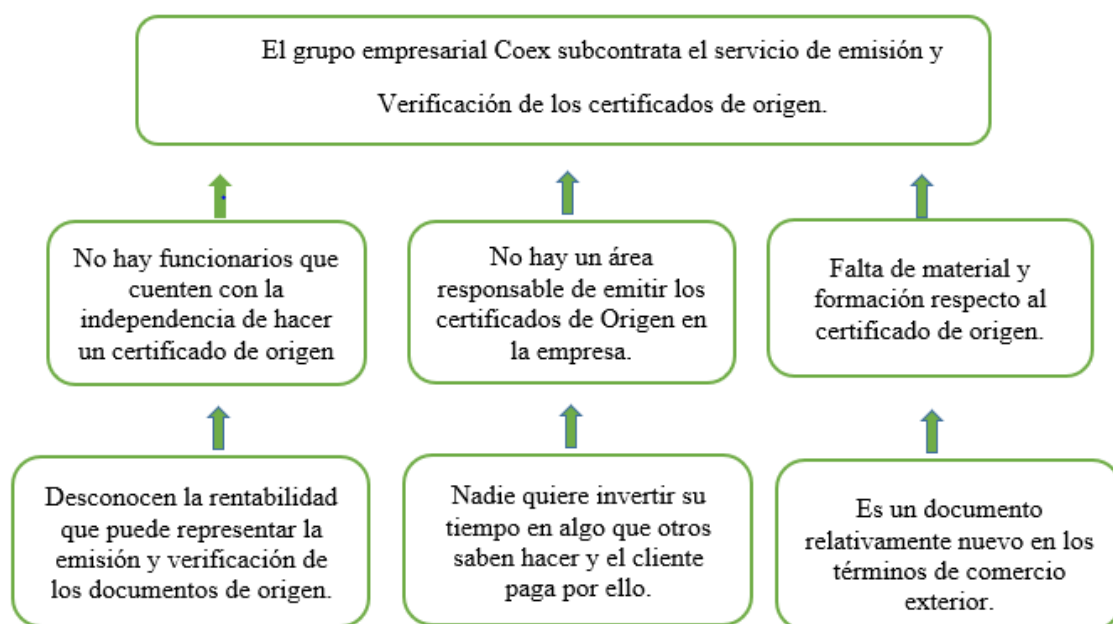 El grupo empresarial Coex subcontrata el servicio de emisión y
Verificación de los certificados de origen.
No hay funcionarios que
cuenten con la
independencia de hacer
un certificado de origen
No hay un área
responsable de emitir los
certificados de Origen en
la empresa.
Falta de material y
formación respecto al
certificado de origen.
Desconocen la rentabilidad
que puede representar la
emisión y verificación de
los documentos de origen.
Nadie quiere invertir su
tiempo en algo que otros
saben hacer y el cliente
paga por ello.
Es un documento
relativamente nuevo en los
términos de comercio
exterior.